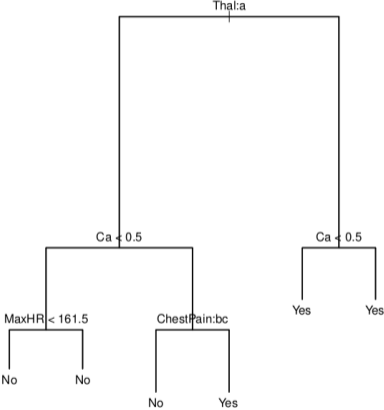 Thal:a
Ca < 0.5
Ca < 0.5
MaxHR < 161.5
ChestPain:bc
Yes
Yes
No
No
No
Yes